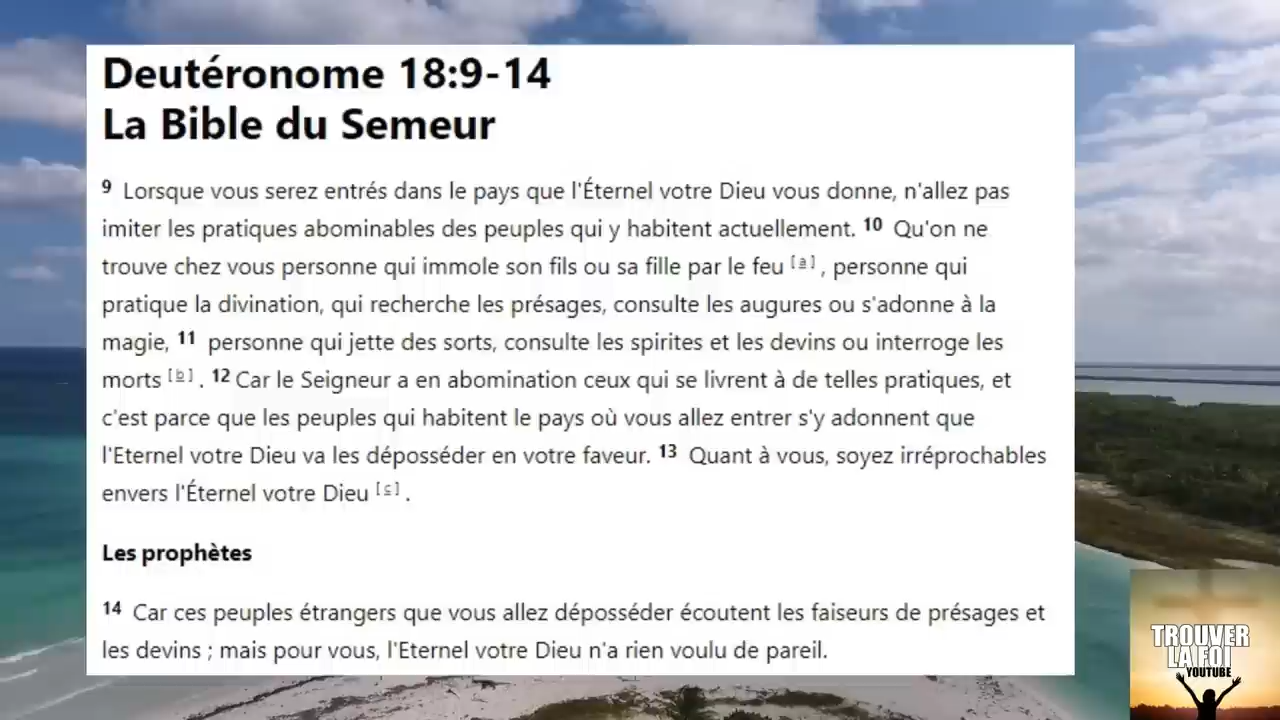 Deutéronome 18:9-14
La Bible du Semeur
9 Lorsque vous serez entrés dans le pays que l'Éternel votre Dieu vous donne, n'allez pas
imiter les pratiques abominables des peuples qui y habitent actuellement. 10 Qu'on ne
trouve chez vous personne qui immole son fils ou sa fille par le feu [a] , personne qui
pratique la divination, qui recherche les présages, consulte les augures ou s'adonne à la
magie, 11 personne qui jette des sorts, consulte les spirites et les devins ou interroge les
morts [b] . 12 Car le Seigneur a en abomination ceux qui se livrent à de telles pratiques, et
c'est parce que les peuples qui habitent le pays où vous allez entrer s'y adonnent que
l'Eternel votre Dieu va les déposséder en votre faveur. 13 Quant à vous, soyez irréprochables
envers l'Éternel votre Dieu [c] .
Les prophètes
14 Car ces peuples étrangers que vous allez déposséder écoutent les faiseurs de présages et
les devins ; mais pour vous, l'Eternel votre Dieu n'a rien voulu de pareil.
TROUVER
LA FOI
YOUTUBE